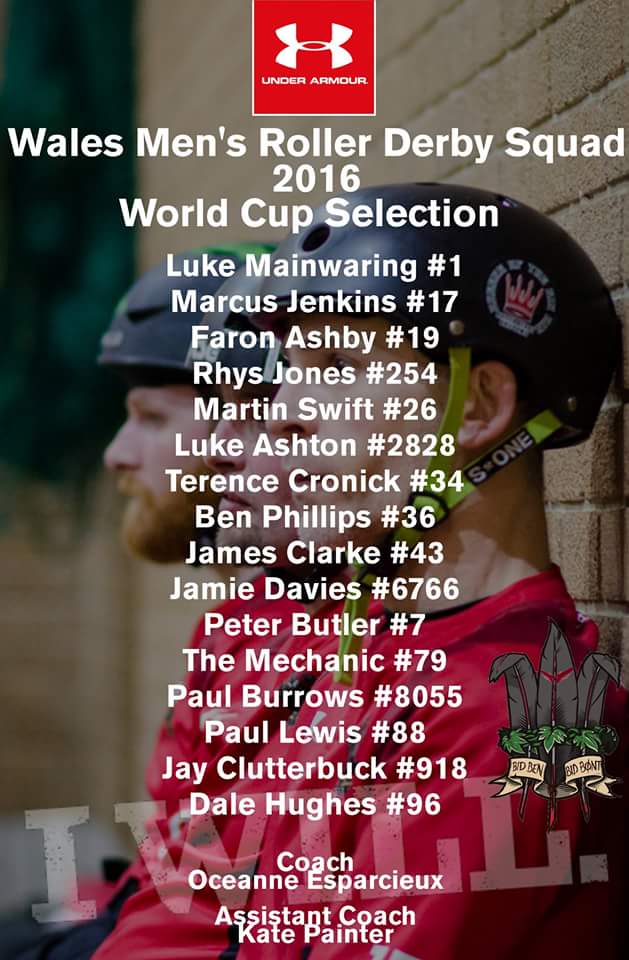 UNDER ARMOUR
Wales Men's Roller Derby Squad
2016
World Cup Selection
Luke Mainwaring #1
Marcus Jenkins #17
Faron Ashby #19
Rhys Jones #254
Martin Swift #26
Luke Ashton #2828
Terence Cronick #34
Ben Phillips #36
James Clarke #43
Jamie Davies #6766
Peter Butler #7
The Mechanic #79
Paul Burrows #8055
Paul Lewis #88
Jay Clutterbuck #918
Dale Hughes #96
Coach
Oceanne Esparcieux
Assistant Coach
Kate Painter
I WILL.
S-ONE
BID BEN
BID BONT